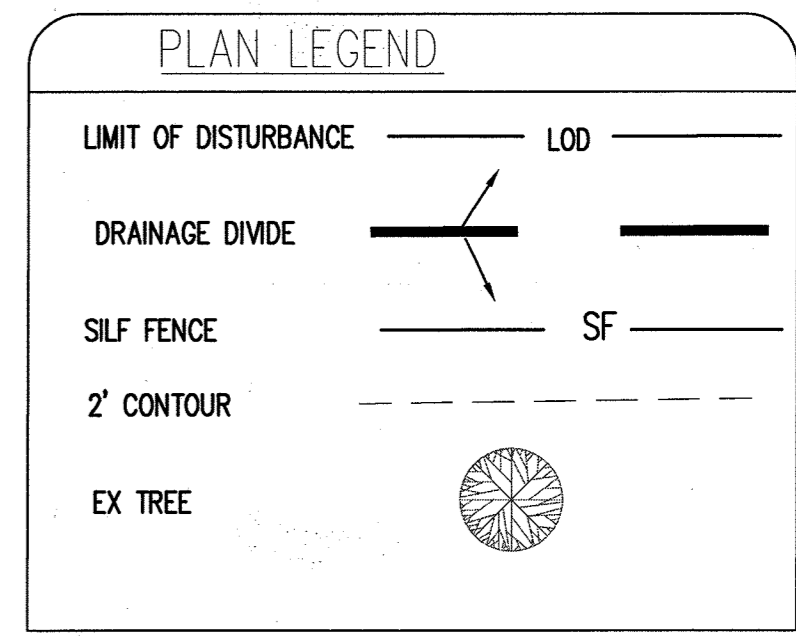 PLAN LEGEND
LIMIT OF DISTURBANCE LOD
DRAINAGE DIVIDE
SILF FENCE SF
2' CONTOUR
EX TREE